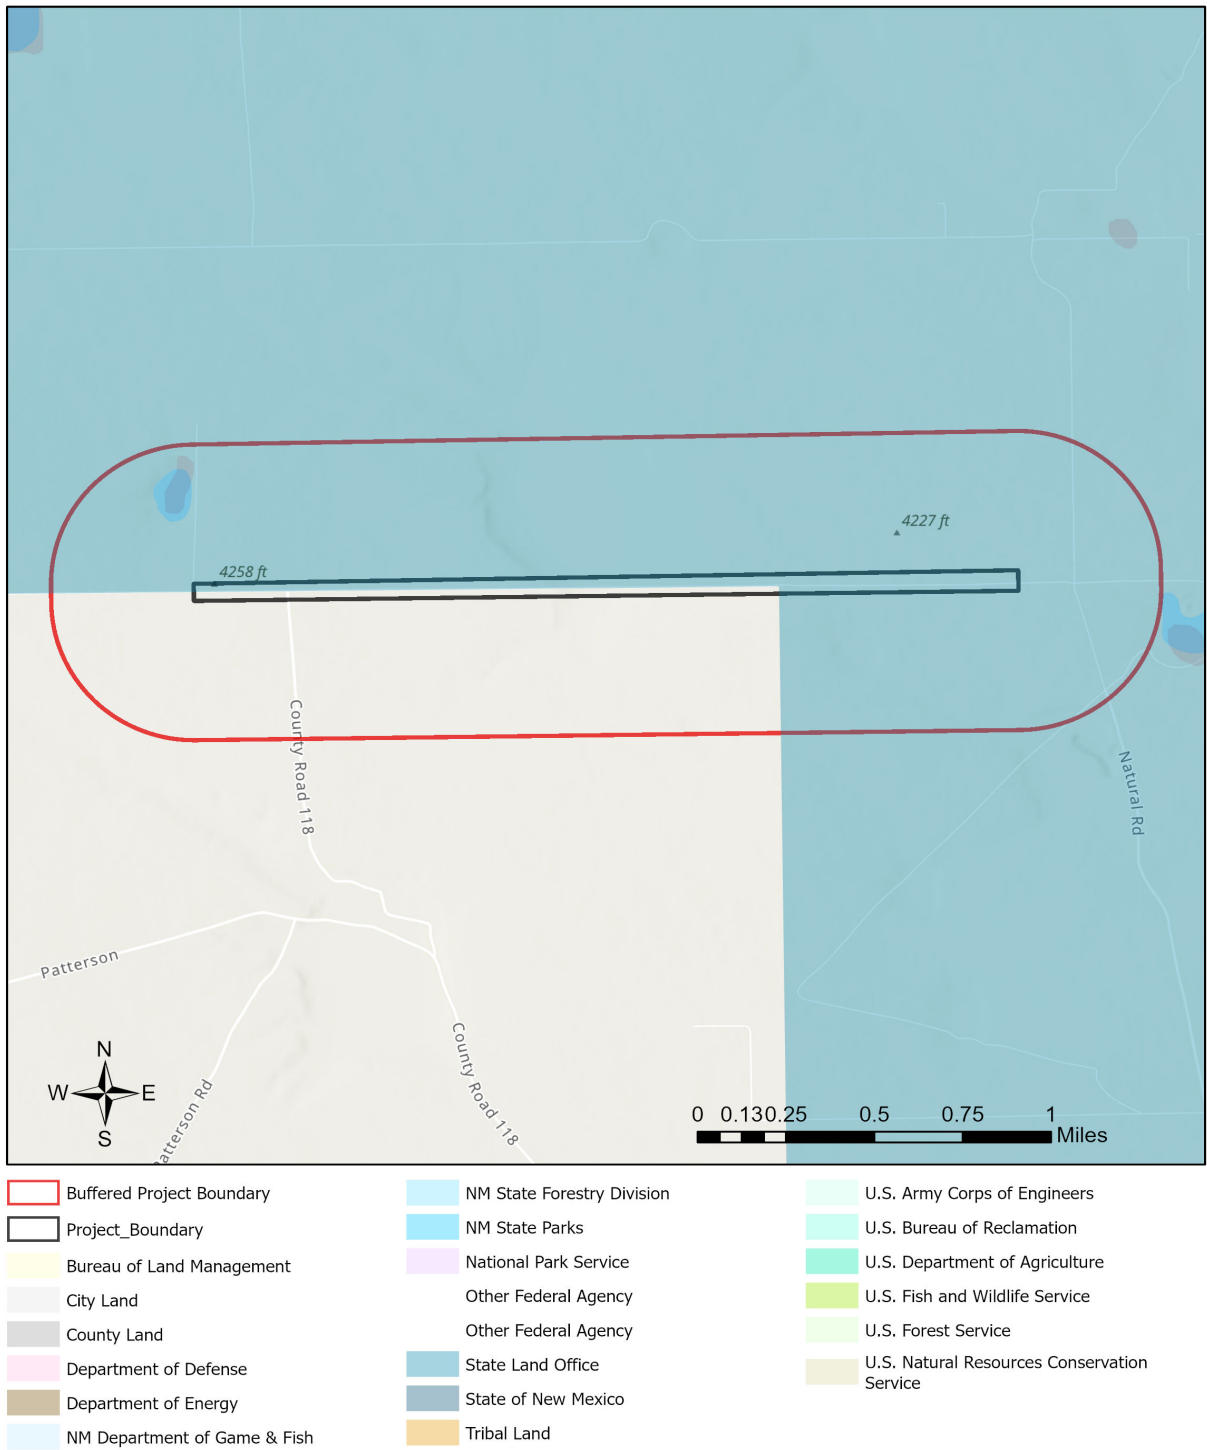 4227 ft
4258 ft
County Road 118
Natural Rd
Patterson
County Road 118
atterson Rd
N
W E
S
0 0.130.25 0.5 0.75 1
Miles
Buffered Project Boundary
Project_Boundary
Bureau of Land Management
City Land
County Land
Department of Defense
Department of Energy
NM Department of Game & Fish
NM State Forestry Division
NM State Parks
National Park Service
Other Federal Agency
Other Federal Agency
State Land Office
State of New Mexico
Tribal Land
U.S. Army Corps of Engineers
U.S. Bureau of Reclamation
U.S. Department of Agriculture
U.S. Fish and Wildlife Service
U.S. Forest Service
U.S. Natural Resources Conservation
Service